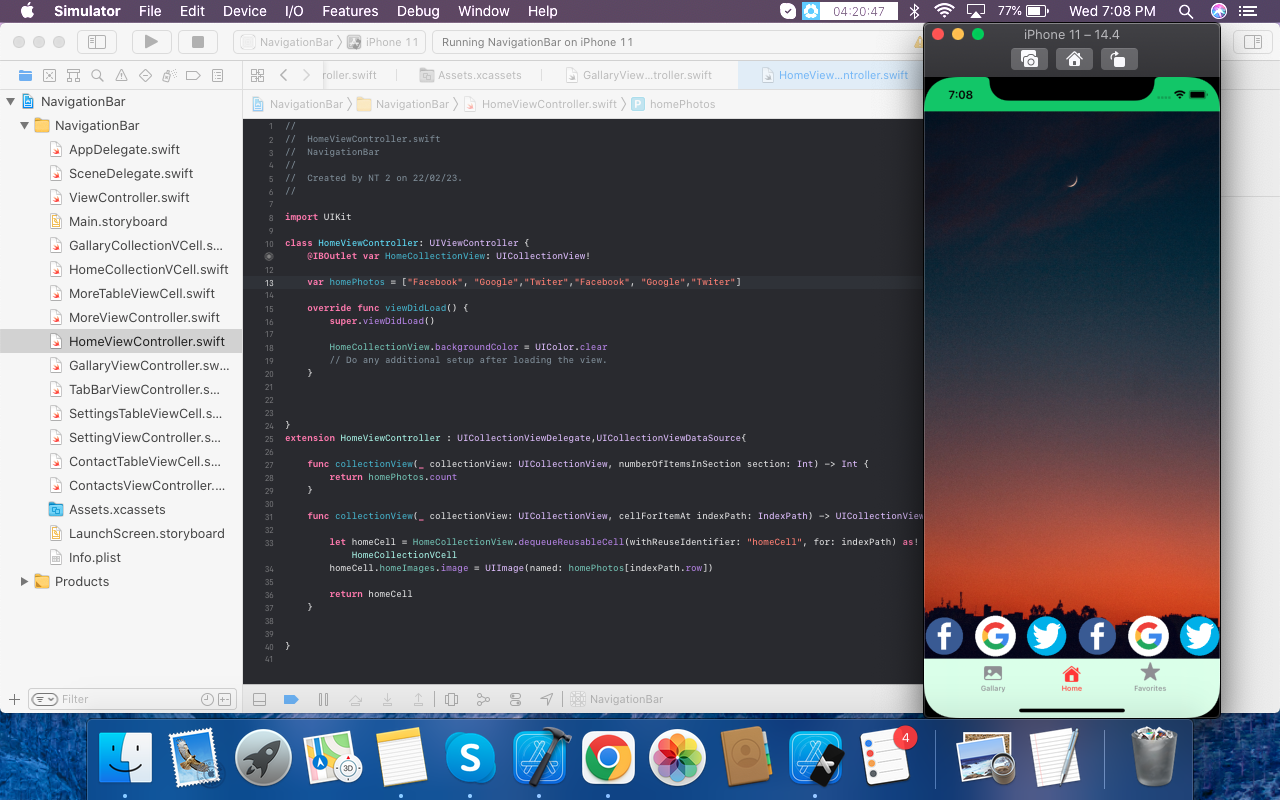 Simulator File Edit Device I/O Features Debug Window Help 04:20:47 77% Wed 7:08 PM
NavigationBar iPhone 11 Running NavigationBar on iPhone 11
roller.swift Assets.xcassets GallaryView...troller.swift HomeView...ntroller.swift
NavigationBar NavigationBar HomeViewController.swift P homePhotos
NavigationBar
NavigationBar
AppDelegate.swift
SceneDelegate.swift
ViewController.swift
Main.storyboard
GallaryCollectionVCell.s...
HomeCollectionVCell.swift
MoreTableViewCell.swift
MoreViewController.swift
HomeViewController.swift
GallaryViewController.sw...
TabBarViewController.s...
SettingsTableViewCell.s...
SettingViewController.s...
ContactTableViewCell.s...
ContactsViewController....
Assets.xcassets
LaunchScreen.storyboard
Info.plist
Products
Filter
1 //
2 //  HomeViewController.swift
3 //  NavigationBar
4 //
5 //  Created by NT 2 on 22/02/23.
6 //
7
8 import UIKit
9
10 class HomeViewController: UIViewController {
@IBOutlet var HomeCollectionView: UICollectionView!
12
13 var homePhotos = ["Facebook", "Google","Twiter","Facebook", "Google","Twiter"]
14
15 override func viewDidLoad() {
16 super.viewDidLoad()
17
18 HomeCollectionView.backgroundColor = UIColor.clear
19 // Do any additional setup after loading the view.
20 }
21
22
23
24 }
25 extension HomeViewController : UICollectionViewDelegate,UICollectionViewDataSource{
26
27 func collectionView(_ collectionView: UICollectionView, numberOfItemsInSection section: Int) -> Int {
28 return homePhotos.count
29 }
30
31 func collectionView(_ collectionView: UICollectionView, cellForItemAt indexPath: IndexPath) -> UICollectionView
32
33 let homeCell = HomeCollectionView.dequeueReusableCell(withReuseIdentifier: "homeCell", for: indexPath) as!
HomeCollectionVCell
34 homeCell.homeImages.image = UIImage(named: homePhotos[indexPath.row])
35
36 return homeCell
37 }
38
39
40 }
41
NavigationBar
iPhone 11 – 14.4
7:08
Gallary Home Favorites
3D
4